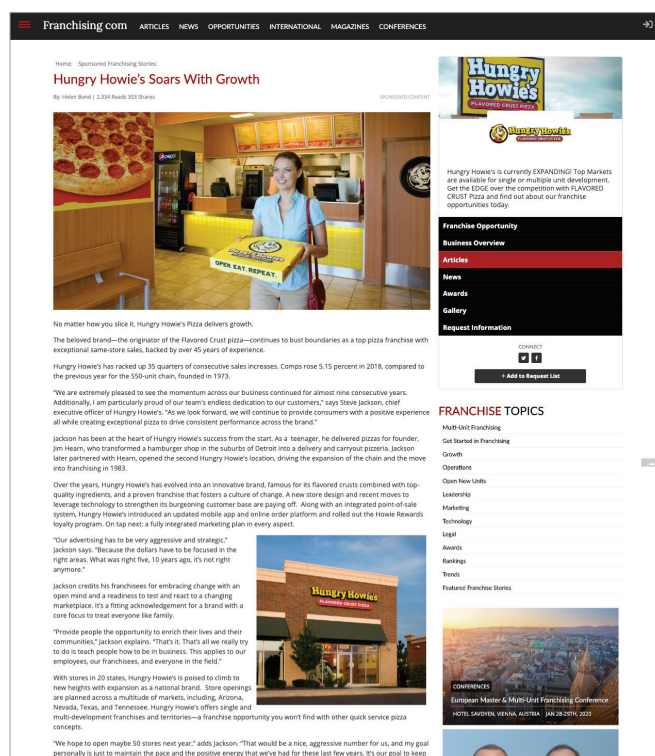 Franchising.com ARTICLES NEWS OPPORTUNITIES INTERNATIONAL MAGAZINES CONFERENCES
Home: Sponsored Franchising Stories:
Hungry Howie's Soars With Growth
By: Helen Bond | 2,334 Reads 353 Shares
SPONSORED CONTENT
pepsi
OPEN. EAT. REPEAT.
No matter how you slice it, Hungry Howie's Pizza delivers growth.
The beloved brand—the originator of the Flavored Crust pizza—continues to bust boundaries as a top pizza franchise with
exceptional same-store sales, backed by over 45 years of experience.
Hungry Howie's has racked up 35 quarters of consecutive sales increases. Comps rose 5.15 percent in 2018, compared to
the previous year for the 550-unit chain, founded in 1973.
"We are extremely pleased to see the momentum across our business continued for almost nine consecutive years.
Additionally, I am particularly proud of our team's endless dedication to our customers," says Steve Jackson, chief
executive officer of Hungry Howie's. "As we look forward, we will continue to provide consumers with a positive experience
all while creating exceptional pizza to drive consistent performance across the brand."
Jackson has been at the heart of Hungry Howie's success from the start. As a teenager, he delivered pizzas for founder,
Jim Hearn, who transformed a hamburger shop in the suburbs of Detroit into a delivery and carryout pizzeria. Jackson
later partnered with Hearn, opened the second Hungry Howie's location, driving the expansion of the chain and the move
into franchising in 1983.
Over the years, Hungry Howie's has evolved into an innovative brand, famous for its flavored crusts combined with top-
quality ingredients, and a proven franchise that fosters a culture of change. A new store design and recent moves to
leverage technology to strengthen its burgeoning customer base are paying off. Along with an integrated point-of-sale
system, Hungry Howie's introduced an updated mobile app and online order platform and rolled out the Howie Rewards
loyalty program. On tap next: a fully integrated marketing plan in every aspect.
"Our advertising has to be very aggressive and strategic,"
Jackson says. "Because the dollars have to be focused in the
right areas. What was right five, 10 years ago, it's not right
anymore."
Jackson credits his franchisees for embracing change with an
open mind and a readiness to test and react to a changing
marketplace. It's a fitting acknowledgement for a brand with a
core focus to treat everyone like family.
"Provide people the opportunity to enrich their lives and their
communities," Jackson explains. "That's it. That's all we really try
to do is teach people how to be in business. This applies to our
employees, our franchisees, and everyone in the field."
With stores in 20 states, Hungry Howie's is poised to climb to
new heights with expansion as a national brand. Store openings
are planned across a multitude of markets, including, Arizona,
Nevada, Texas, and Tennessee. Hungry Howie's offers single and
multi-development franchises and territories—a franchise opportunity you won't find with other quick service pizza
concepts.
"We hope to open maybe 50 stores next year," adds Jackson. "That would be a nice, aggressive number for us, and my goal
personally is just to maintain the pace and the positive energy that we've had for these last few years. It's our goal to keep
Hungry Howie's
FLAVORED CRUST PIZZA
Hungry
Howie's
FLAVORED CRUST PIZZA
Hungry Howie's
FLAVORED CRUST PIZZA
Hungry Howie's is currently EXPANDING! Top Markets
are available for single or multiple unit development.
Get the EDGE over the competition with FLAVORED
CRUST Pizza and find out about our franchise
opportunities today.
Franchise Opportunity
Business Overview
Articles
News
Awards
Gallery
Request Information
CONNECT
+ Add to Request List
FRANCHISE TOPICS
Multi-Unit Franchising
Get Started in Franchising
Growth
Operations
Open New Units
Leadership
Marketing
Technology
Legal
Awards
Rankings
Trends
Featured Franchise Stories
CONFERENCES
European Master & Multi-Unit Franchising Conference
HOTEL SAVOYEN, VIENNA, AUSTRIA JAN 28-29TH, 2020